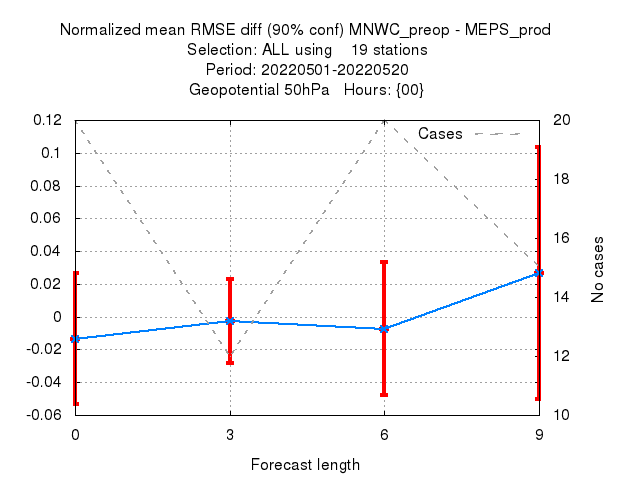 Normalized mean RMSE diff (90% conf) MNWC_preop - MEPS_prod
Selection: ALL using    19 stations
Period: 20220501-20220520
Geopotential 50hPa   Hours: {00}
Cases
0.12
0.1
0.08
0.06
0.04
0.02
0
-0.02
-0.04
-0.06
20
18
16
14
12
10
No cases
0 3 6 9
Forecast length